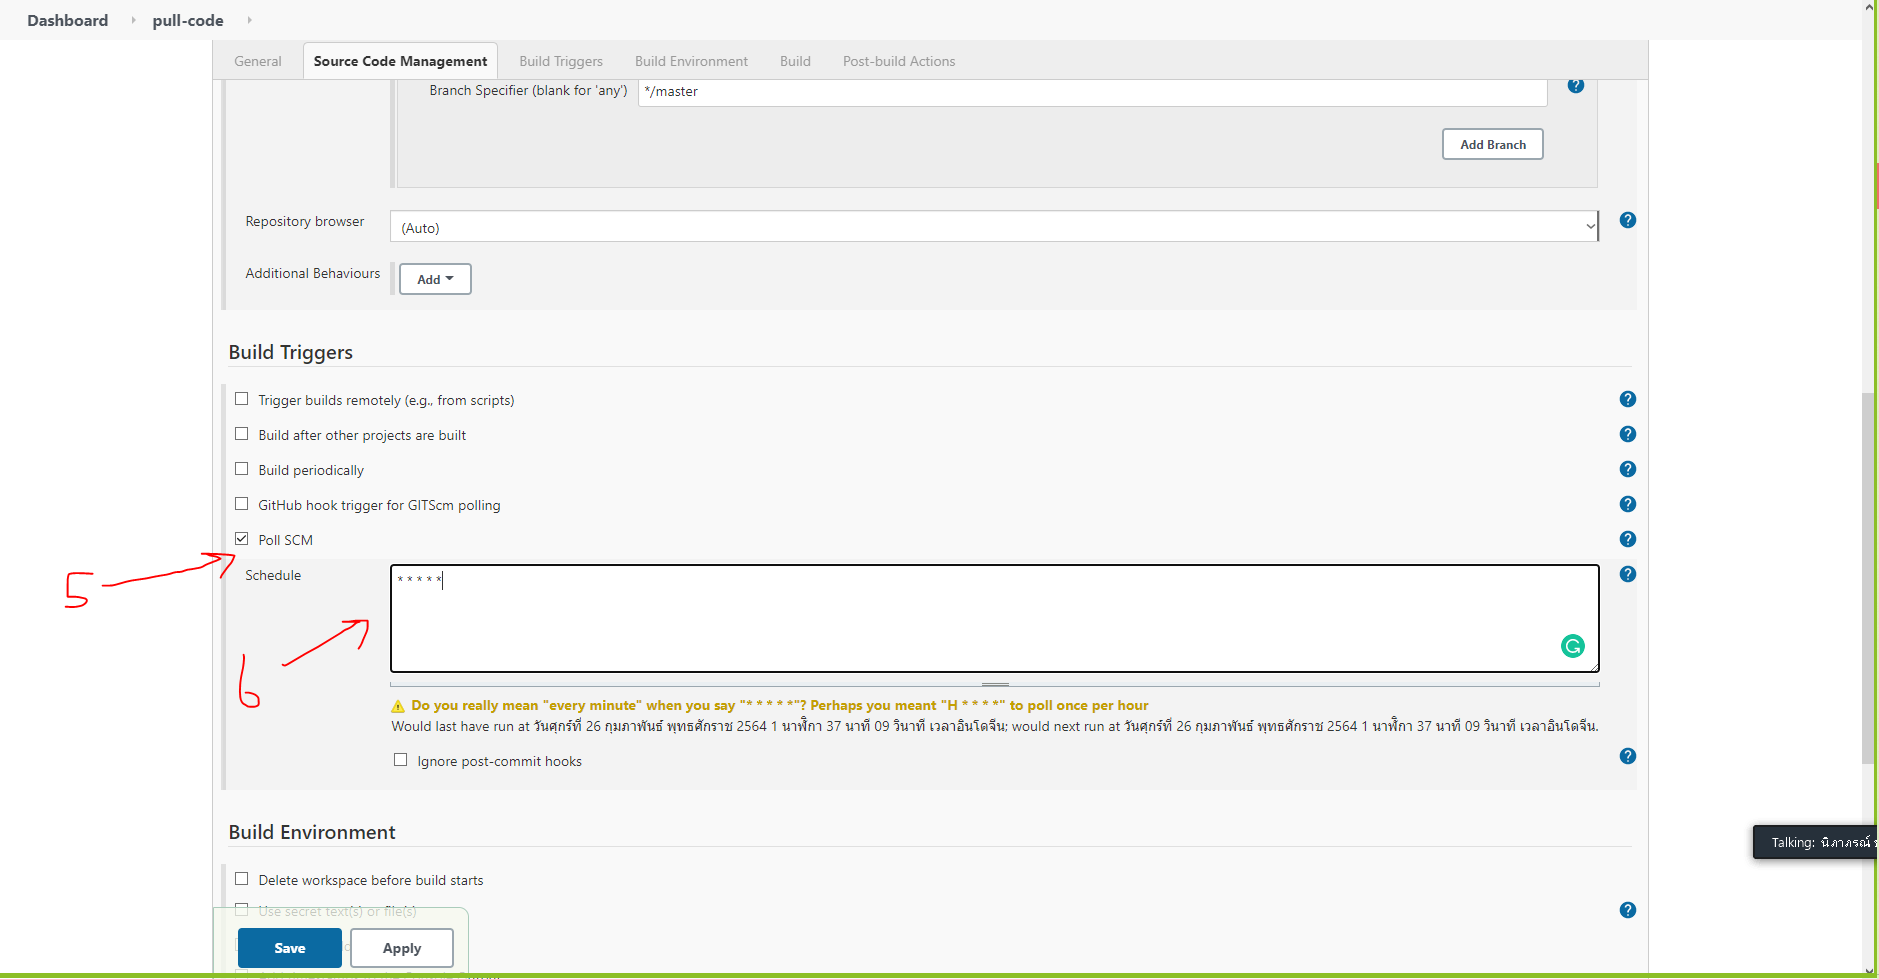 Dashboard pull-code
General Source Code Management Build Triggers Build Environment Build Post-build Actions
Branch Specifier (blank for 'any') */master
Add Branch
Repository browser (Auto)
Additional Behaviours Add
Build Triggers
Trigger builds remotely (e.g., from scripts)
Build after other projects are built
Build periodically
GitHub hook trigger for GITScm polling
Poll SCM
5
Schedule * * * * *
6
Do you really mean "every minute" when you say "* * * * *"? Perhaps you meant "H * * * *" to poll once per hour
Would last have run at วันศุกร์ที่ 26 กุมภาพันธ์ พุทธศักราช 2564 1 นาฬิกา 37 นาที 09 วินาที เวลาอินโดจีน; would next run at วันศุกร์ที่ 26 กุมภาพันธ์ พุทธศักราช 2564 1 นาฬิกา 37 นาที 09 วินาที เวลาอินโดจีน.
Ignore post-commit hooks
Build Environment
Talking: นิภาภรณ์
Delete workspace before build starts
Use secret text(s) or file(s)
Save Apply